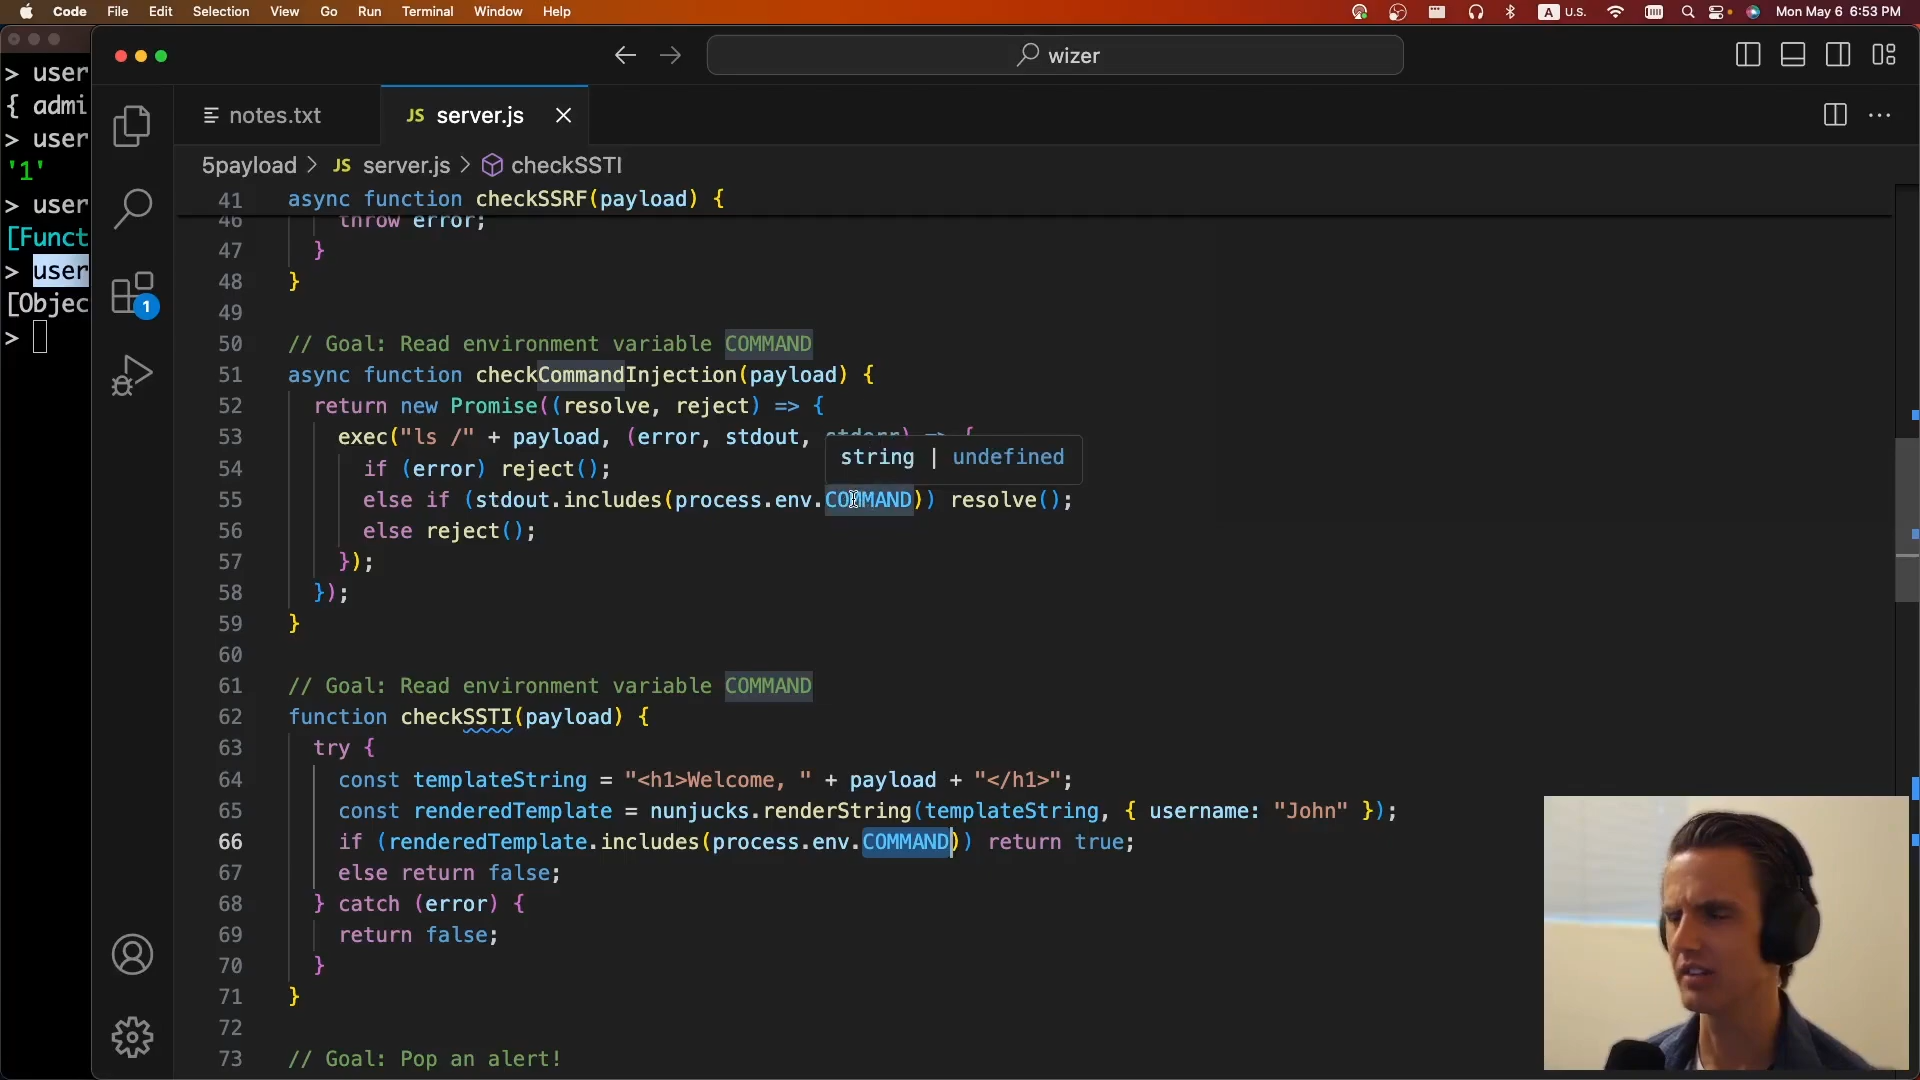 Code File Edit Selection View Go Run Terminal Window Help A U.S. Mon May 6 6:53 PM
wizer
> user
{ admi
> user
'1'
> user
[Funct
> user
[Objec
>
1
notes.txt JS server.js
5payload > JS server.js > checkSSTI
41 async function checkSSRF(payload) {
46 throw error;
47 }
48 }
49
50 // Goal: Read environment variable COMMAND
51 async function checkCommandInjection(payload) {
52 return new Promise((resolve, reject) => {
53 exec("ls /" + payload, (error, stdout, stderr) => {
string | undefined
54 if (error) reject();
55 else if (stdout.includes(process.env.COMMAND)) resolve();
56 else reject();
57 });
58 });
59 }
60
61 // Goal: Read environment variable COMMAND
62 function checkSSTI(payload) {
63 try {
64 const templateString = "<h1>Welcome, " + payload + "</h1>";
65 const renderedTemplate = nunjucks.renderString(templateString, { username: "John" });
66 if (renderedTemplate.includes(process.env.COMMAND)) return true;
67 else return false;
68 } catch (error) {
69 return false;
70 }
71 }
72
73 // Goal: Pop an alert!